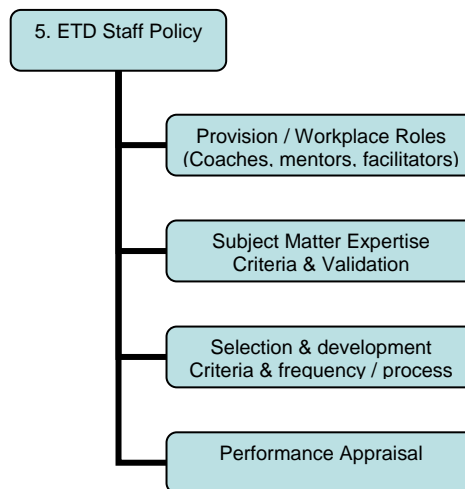 5. ETD Staff Policy
Provision / Workplace Roles
(Coaches, mentors, facilitators)
Subject Matter Expertise
Criteria & Validation
Selection & development
Criteria & frequency / process
Performance Appraisal